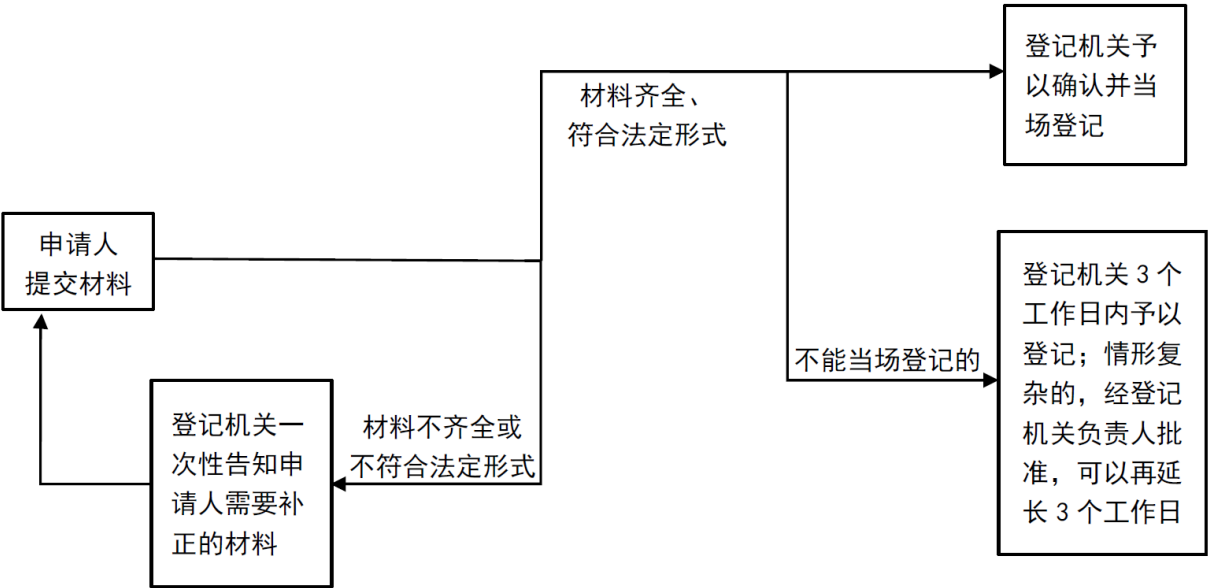 登记机关予
以确认并当
场登记
材料齐全、
符合法定形式
申请人
提交材料
登记机关3个
工作日内予以
登记；情形复
杂的，经登记
机关负责人批
准，可以再延
长3个工作日
不能当场登记的
材料不齐全或
不符合法定形式
登记机关一
次性告知申
请人需要补
正的材料